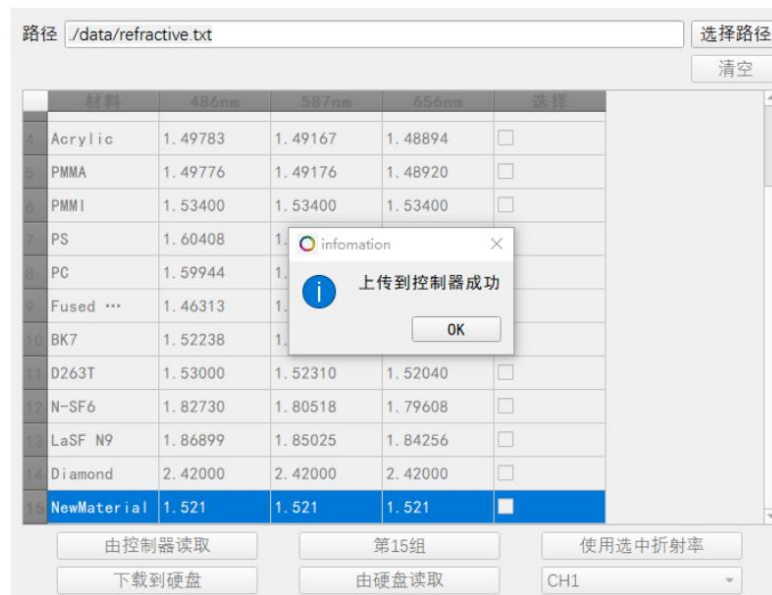 路径 ./data/refractive.txt 选择路径
清空
材料 486nm 587nm 656nm 选择
4 Acrylic 1.49783 1.49167 1.48894
5 PMMA 1.49776 1.49176 1.48920
6 PMMI 1.53400 1.53400 1.53400
7 PS 1.60408 1.
8 PC 1.59944 1.
9 Fused ··· 1.46313 1.
10 BK7 1.52238 1.
infomation
上传到控制器成功
OK
11 D263T 1.53000 1.52310 1.52040
12 N-SF6 1.82730 1.80518 1.79608
13 LaSF N9 1.86899 1.85025 1.84256
14 Diamond 2.42000 2.42000 2.42000
15 NewMaterial 1.521 1.521 1.521
由控制器读取 第15组 使用选中折射率
下载到硬盘 由硬盘读取 CH1